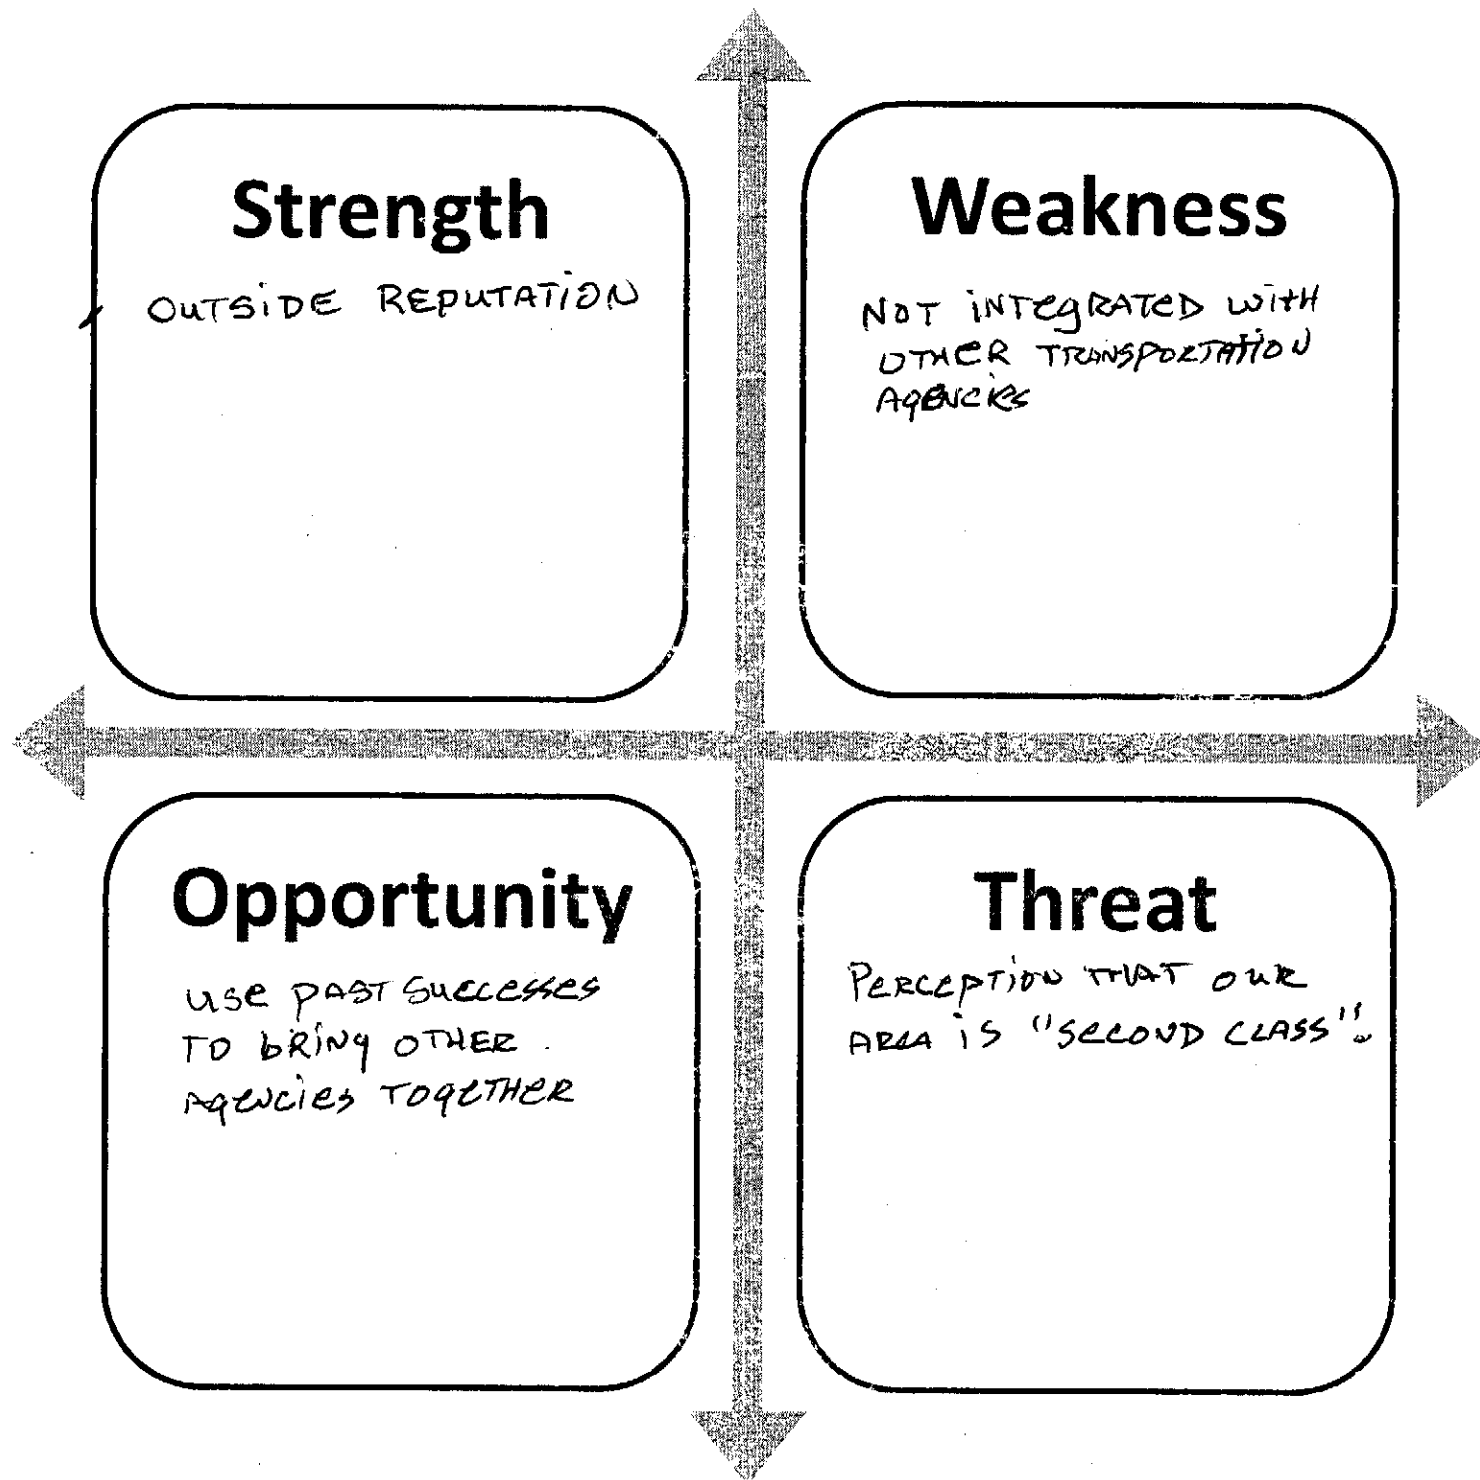 Strength
OUTSIDE REPUTATION
Weakness
NOT INTEGRATED WITH
OTHER TRANSPORTATION
AGENCIES
Opportunity
USE PAST SUCCESSES
TO BRING OTHER
AGENCIES TOGETHER
Threat
PERCEPTION THAT OUR
AREA IS "SECOND CLASS".